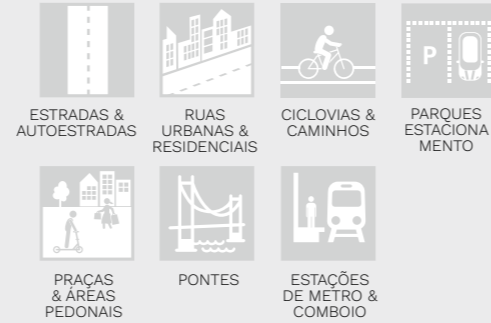 P
ESTRADAS &
AUTOESTRADAS
RUAS
URBANAS &
RESIDENCIAIS
CICLOVIAS &
CAMINHOS
PARQUES
ESTACIONA
MENTO
PRAÇAS
& ÁREAS
PEDONAIS
PONTES
ESTAÇÕES
DE METRO &
COMBOIO